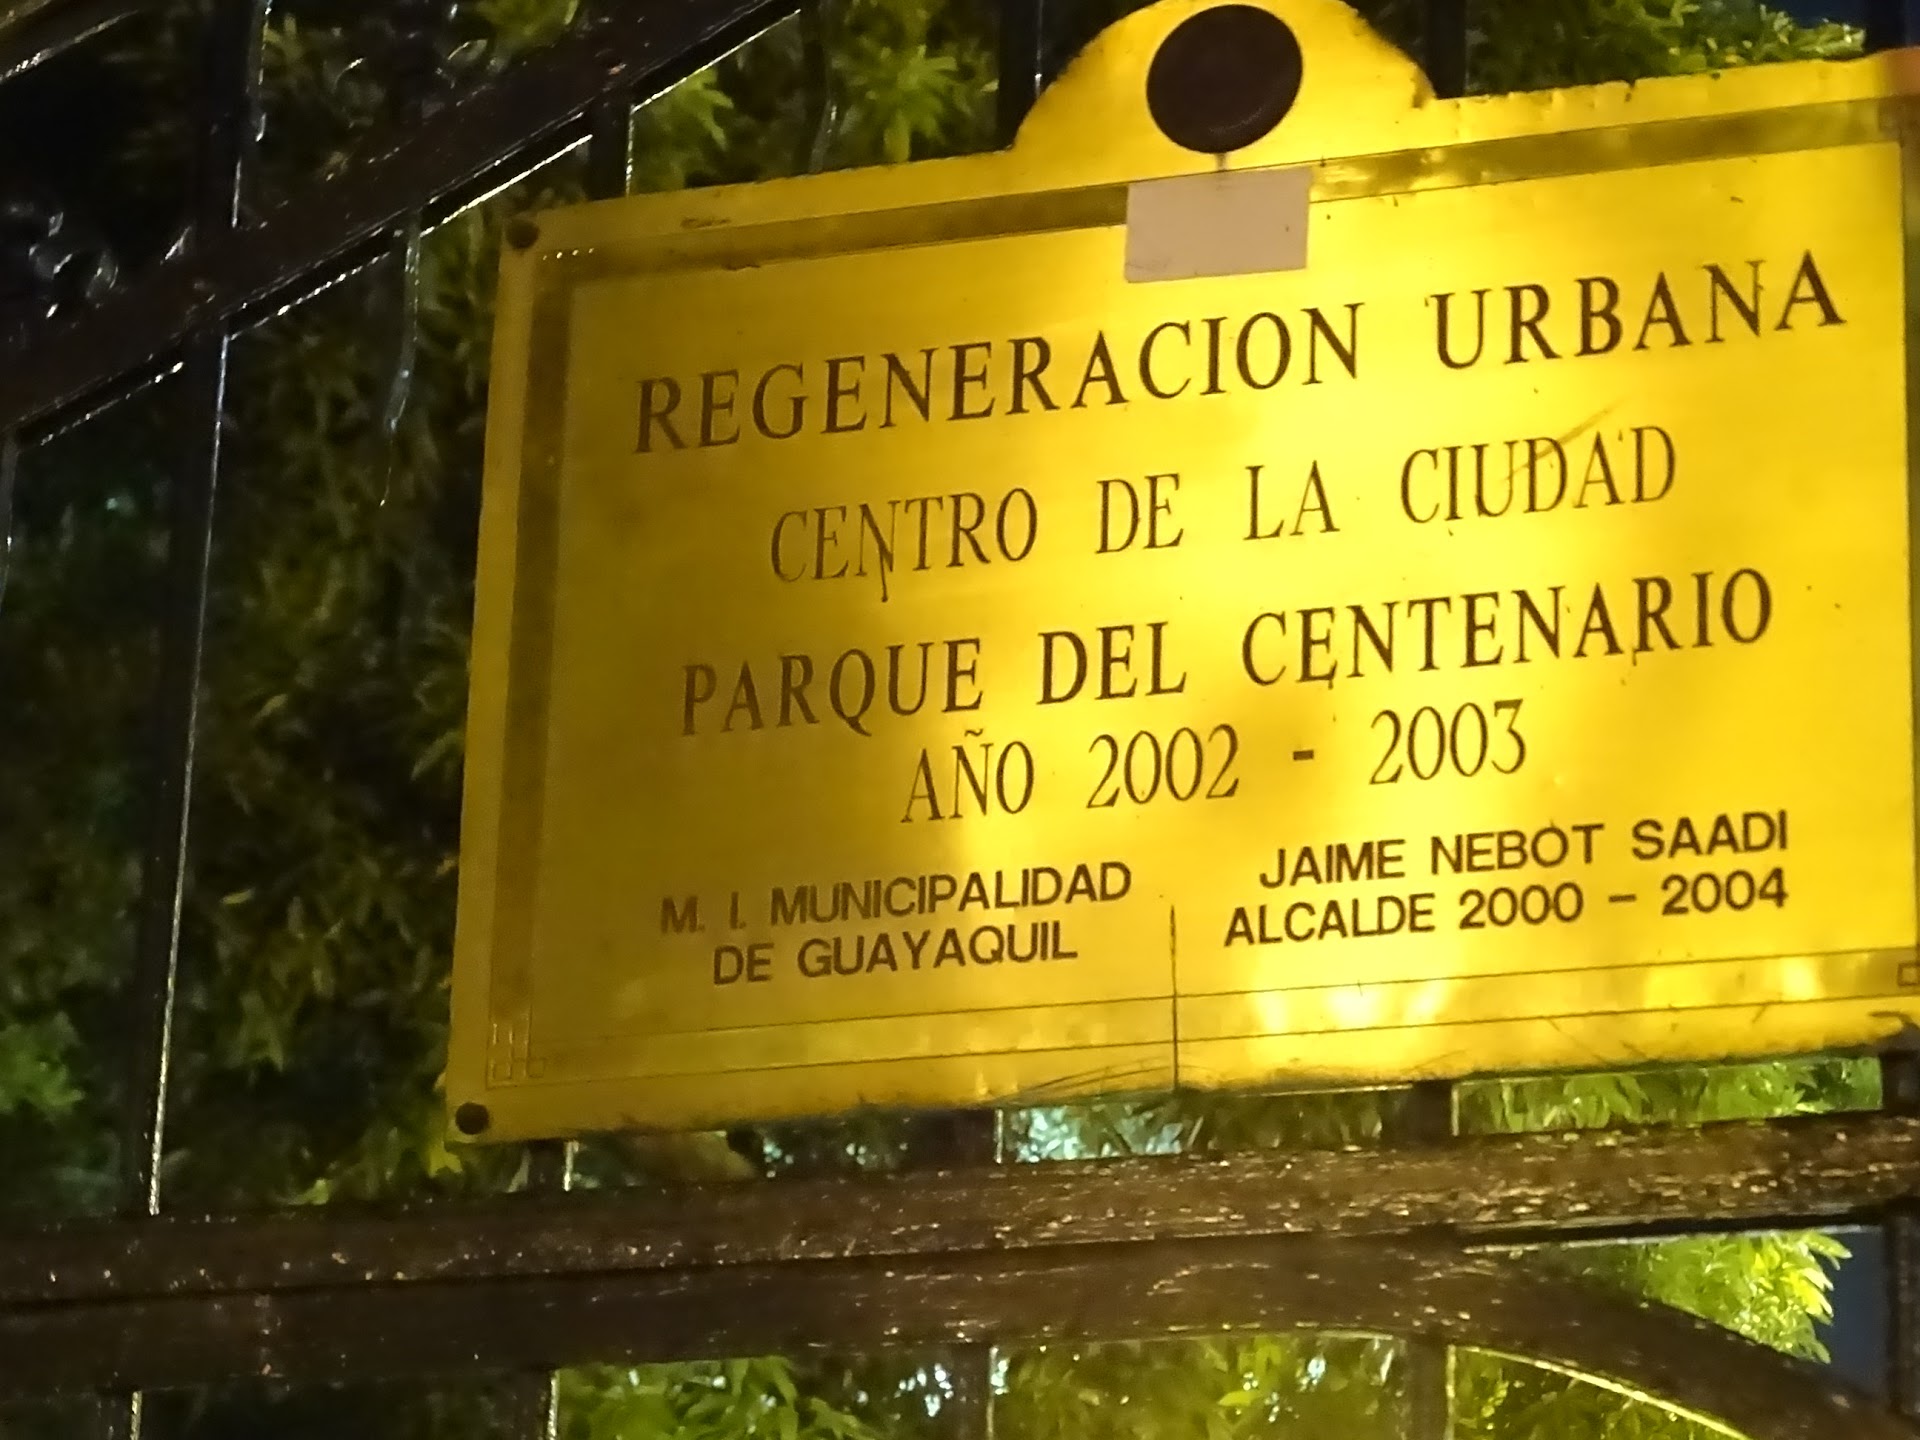 REGENERACION URBANA
CENTRO DE LA CIUDAD
PARQUE DEL CENTENARIO
AÑO 2002 - 2003
M. I. MUNICIPALIDAD
DE GUAYAQUIL
JAIME NEBOT SAADI
ALCALDE 2000 - 2004